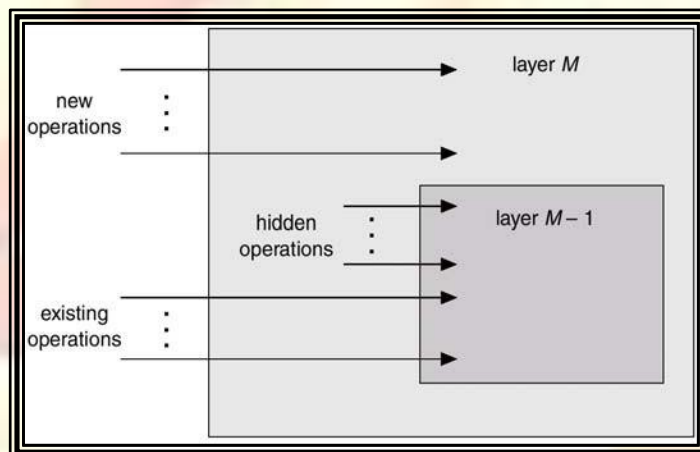 layer M
new
operations
layer M – 1
hidden
operations
existing
operations